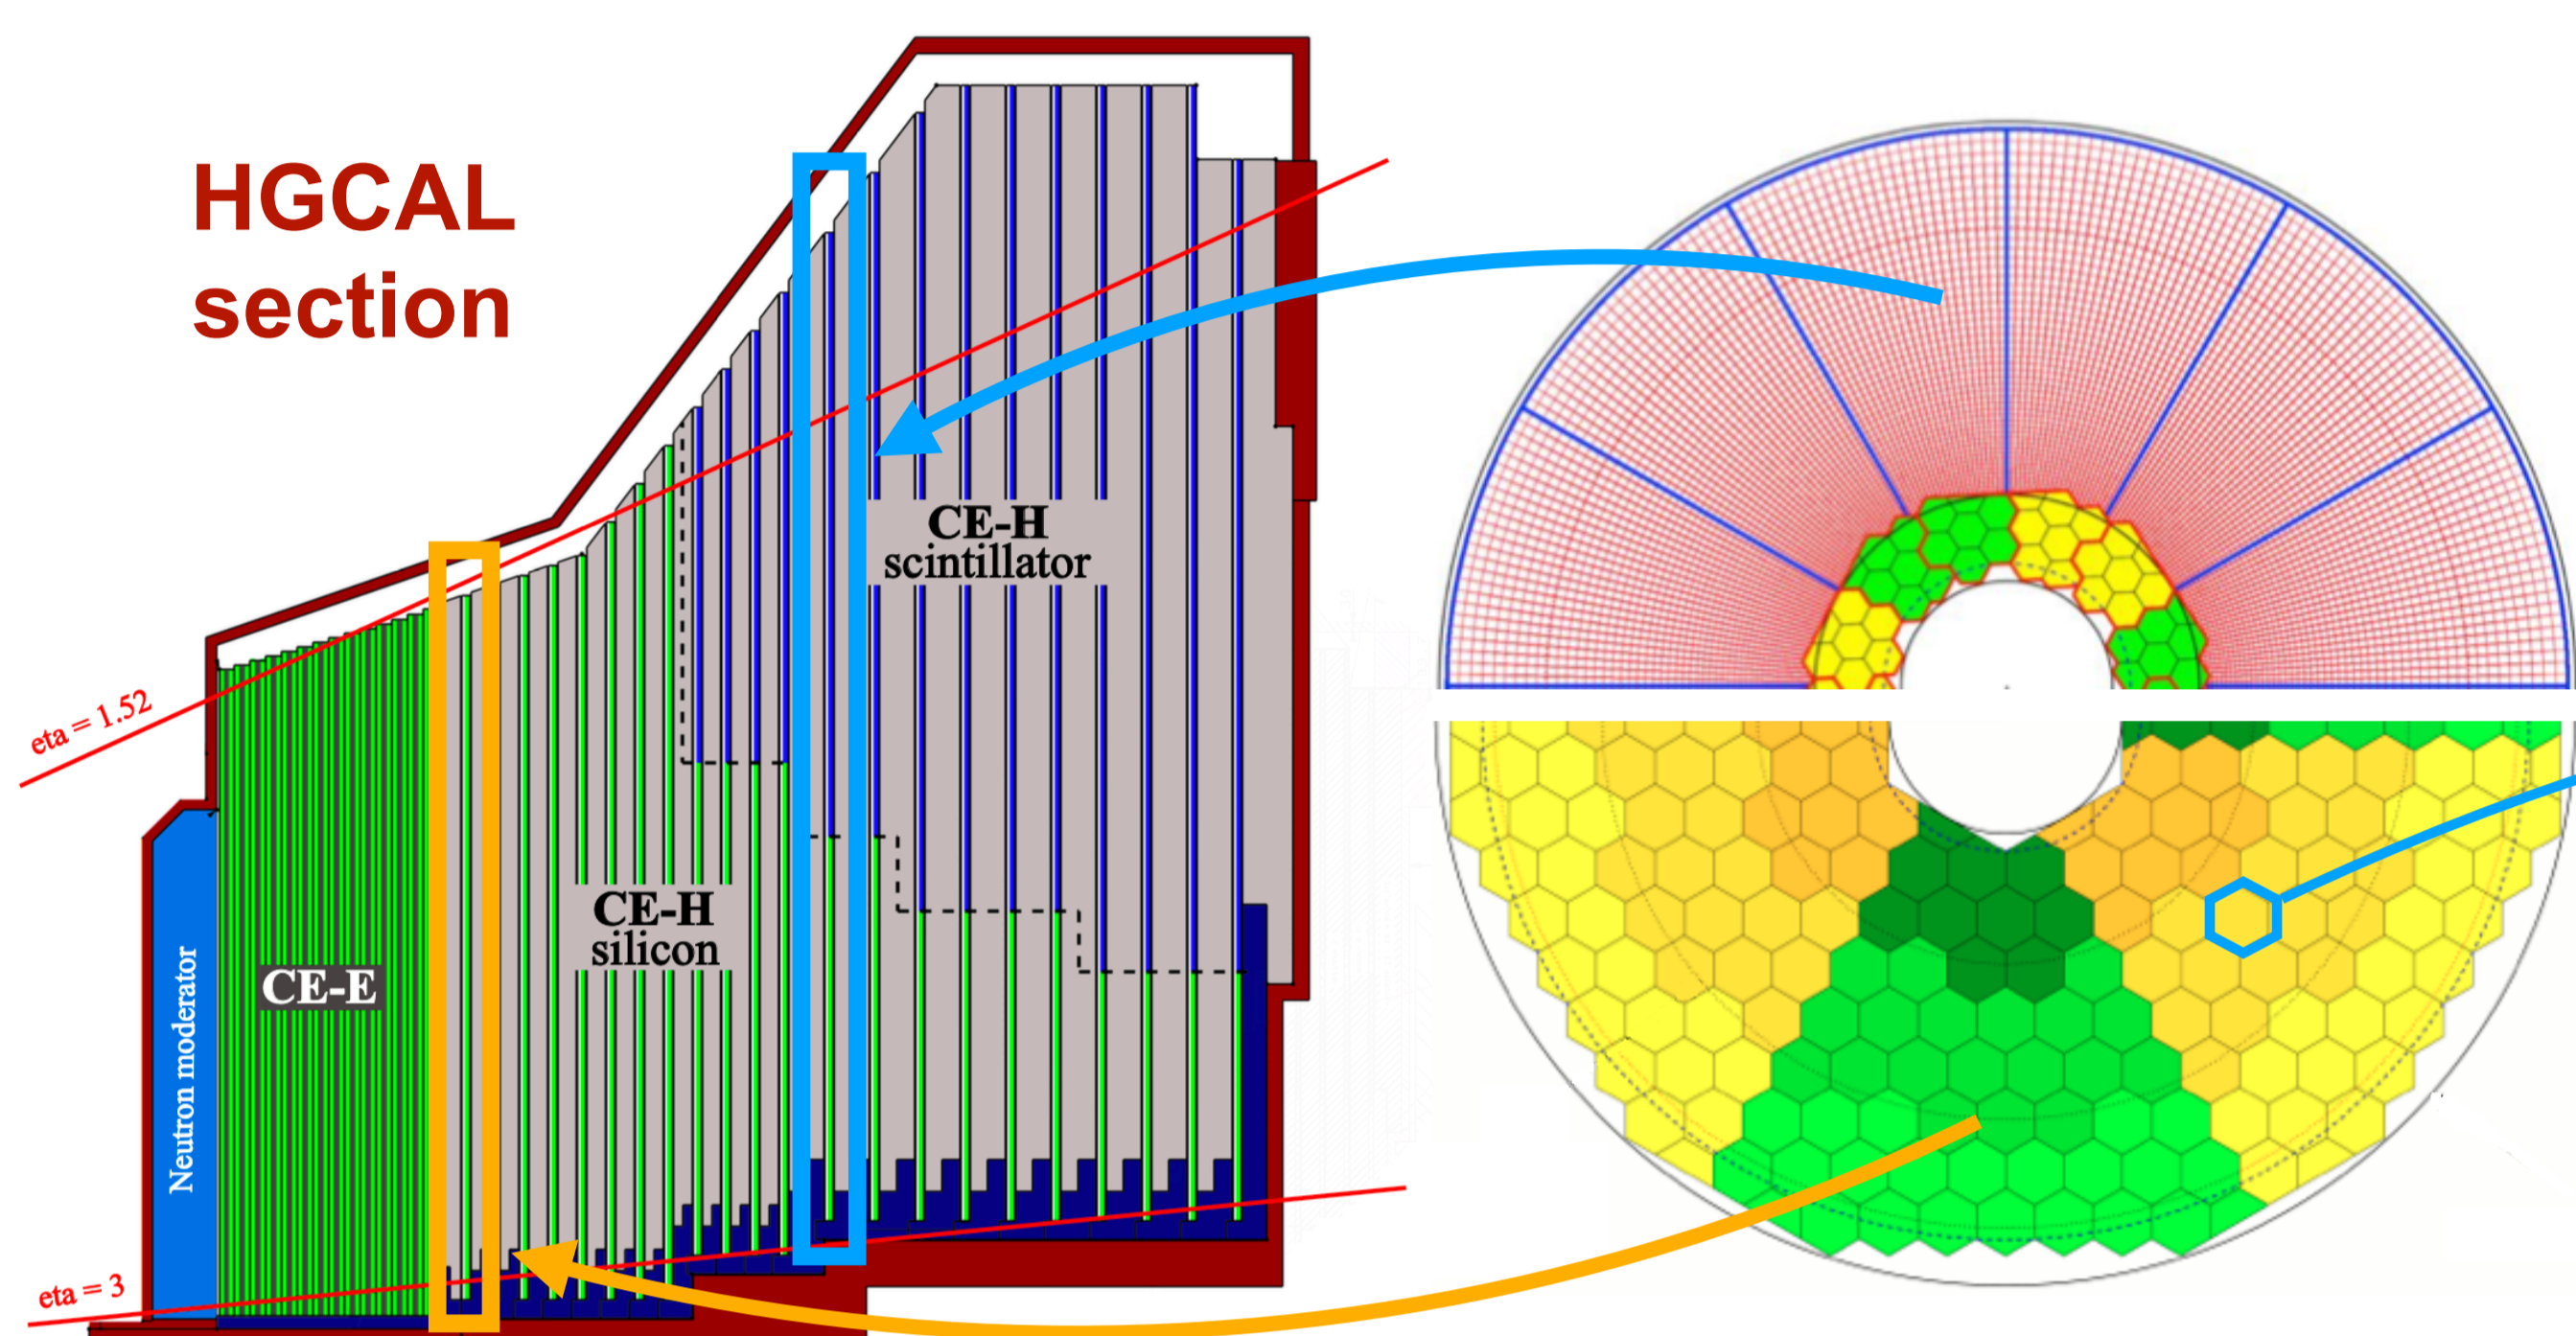 HGCAL
section
eta = 1.52
CE-H
scintillator
CE-H
silicon
CE-E
Neutron moderator
eta = 3